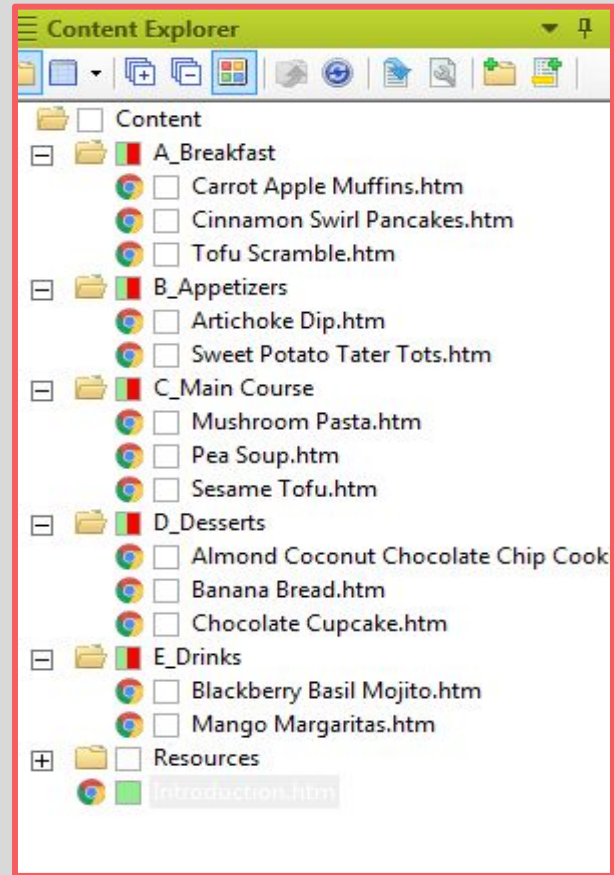 Content Explorer
Content
A_Breakfast
Carrot Apple Muffins.htm
Cinnamon Swirl Pancakes.htm
Tofu Scramble.htm
B_Appetizers
Artichoke Dip.htm
Sweet Potato Tater Tots.htm
C_Main Course
Mushroom Pasta.htm
Pea Soup.htm
Sesame Tofu.htm
D_Desserts
Almond Coconut Chocolate Chip Cook
Banana Bread.htm
Chocolate Cupcake.htm
E_Drinks
Blackberry Basil Mojito.htm
Mango Margaritas.htm
Resources
Introduction.htm